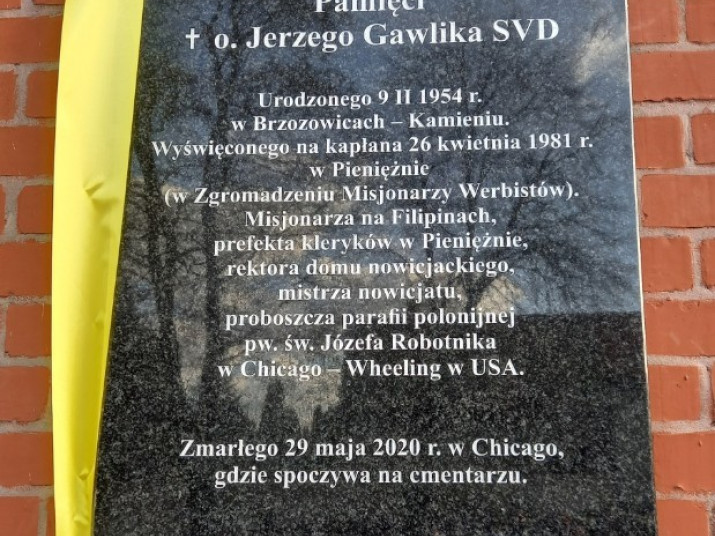 Pamięci
† o. Jerzego Gawlika SVD
Urodzonego 9 II 1954 r.
w Brzozowicach – Kamieniu.
Wyświęconego na kapłana 26 kwietnia 1981 r.
w Pieniężnie
(w Zgromadzeniu Misjonarzy Werbistów).
Misjonarza na Filipinach,
prefekta kleryków w Pieniężnie,
rektora domu nowicjackiego,
mistrza nowicjatu,
proboszcza parafii polonijnej
pw. św. Józefa Robotnika
w Chicago – Wheeling w USA.
Zmarłego 29 maja 2020 r. w Chicago,
gdzie spoczywa na cmentarzu.